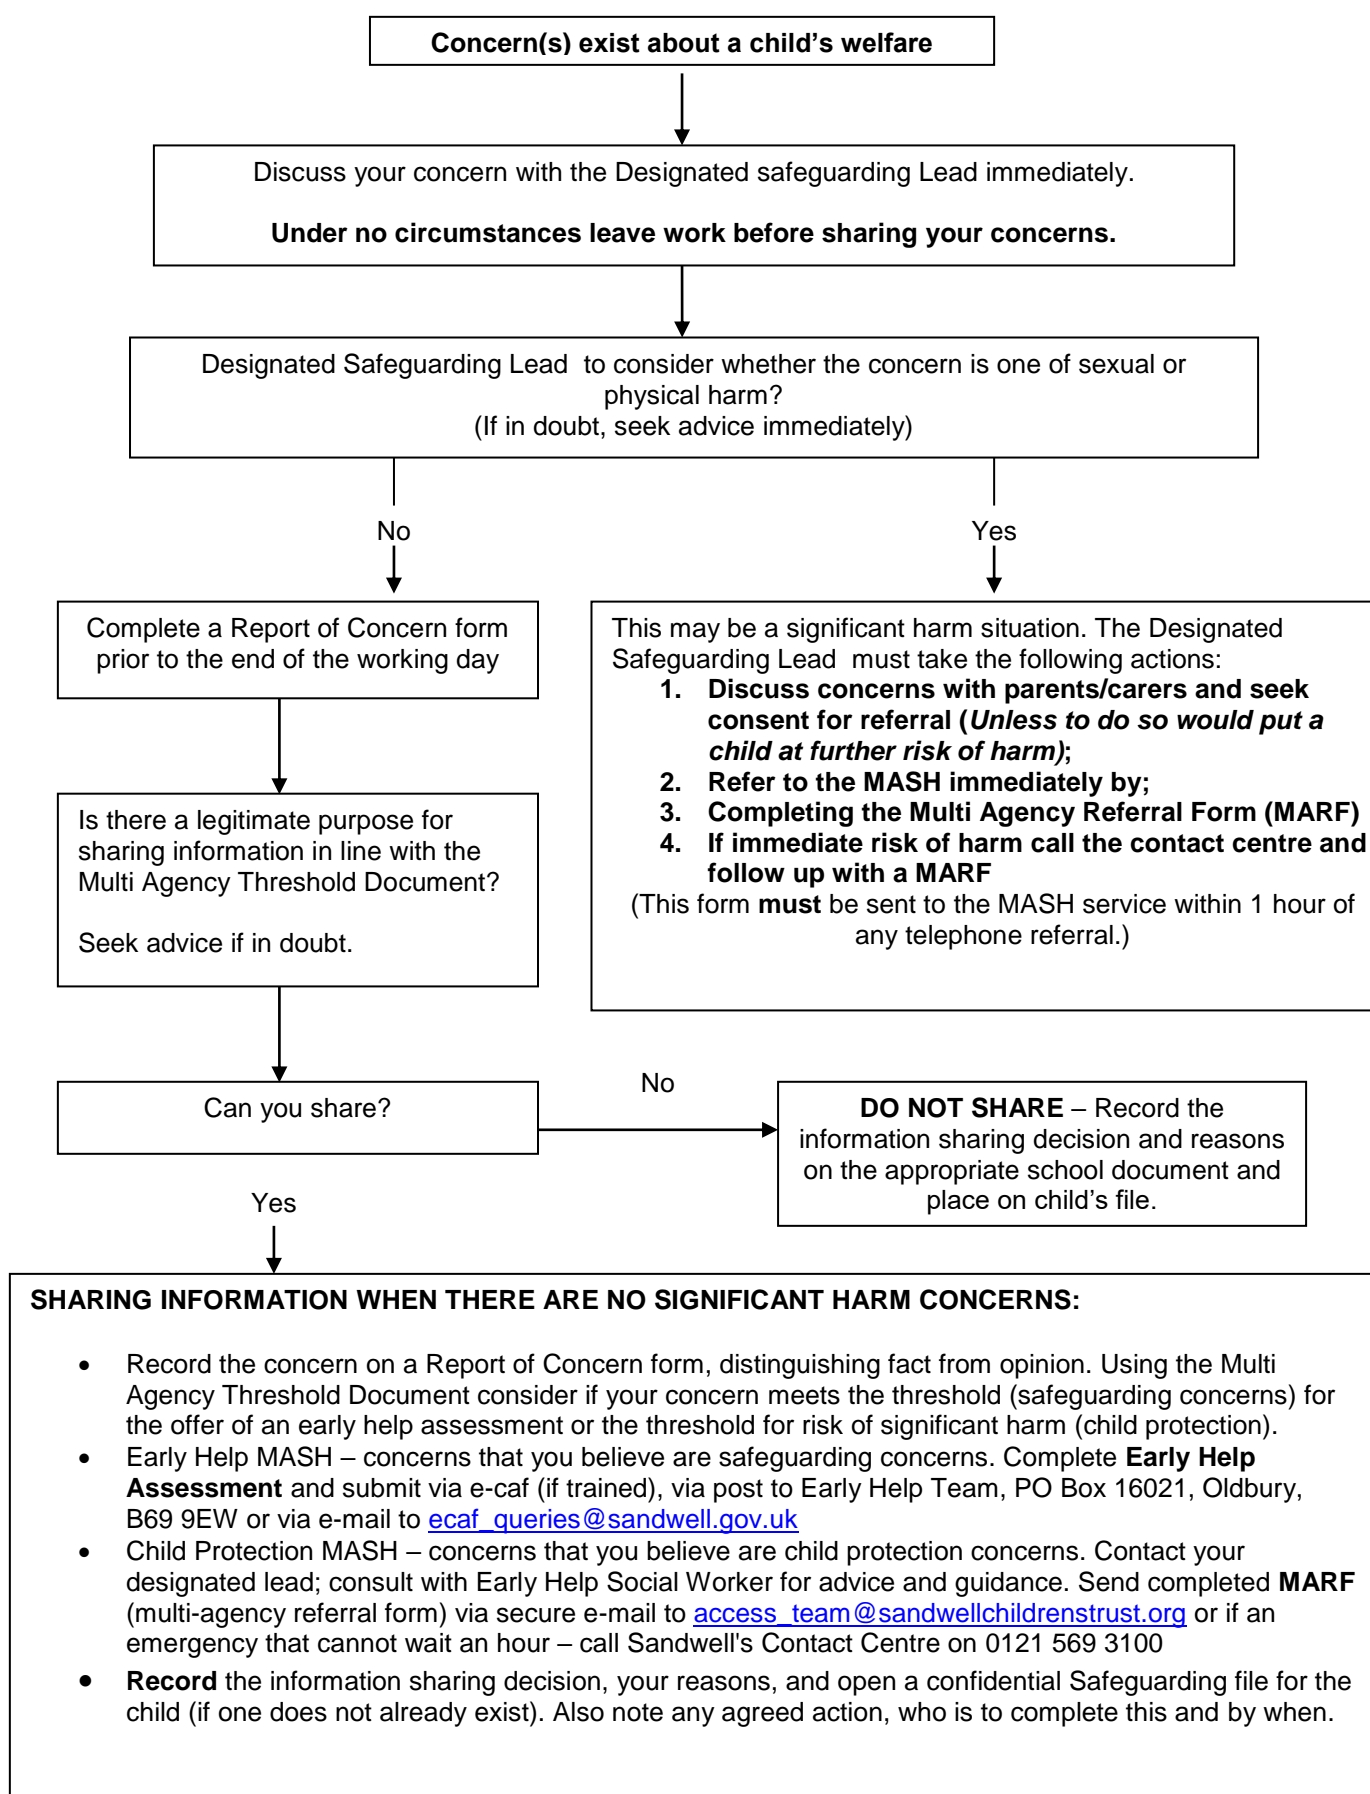 Concern(s) exist about a child's welfare
Discuss your concern with the Designated safeguarding Lead immediately.
Under no circumstances leave work before sharing your concerns.
Designated Safeguarding Lead to consider whether the concern is one of sexual or
physical harm?
(If in doubt, seek advice immediately)
No
Yes
Complete a Report of Concern form
prior to the end of the working day
This may be a significant harm situation. The Designated
Safeguarding Lead must take the following actions:
1. Discuss concerns with parents/carers and seek
consent for referral (Unless to do so would put a
child at further risk of harm);
2. Refer to the MASH immediately by;
3. Completing the Multi Agency Referral Form (MARF)
4. If immediate risk of harm call the contact centre and
follow up with a MARF
(This form must be sent to the MASH service within 1 hour of
any telephone referral.)
Is there a legitimate purpose for
sharing information in line with the
Multi Agency Threshold Document?
Seek advice if in doubt.
Can you share?
No
DO NOT SHARE – Record the
information sharing decision and reasons
on the appropriate school document and
place on child's file.
Yes
SHARING INFORMATION WHEN THERE ARE NO SIGNIFICANT HARM CONCERNS:
• Record the concern on a Report of Concern form, distinguishing fact from opinion. Using the Multi
Agency Threshold Document consider if your concern meets the threshold (safeguarding concerns) for
the offer of an early help assessment or the threshold for risk of significant harm (child protection).
• Early Help MASH – concerns that you believe are safeguarding concerns. Complete Early Help
Assessment and submit via e-caf (if trained), via post to Early Help Team, PO Box 16021, Oldbury,
B69 9EW or via e-mail to ecaf_queries@sandwell.gov.uk
• Child Protection MASH – concerns that you believe are child protection concerns. Contact your
designated lead; consult with Early Help Social Worker for advice and guidance. Send completed MARF
(multi-agency referral form) via secure e-mail to access_team@sandwellchildrenstrust.org or if an
emergency that cannot wait an hour – call Sandwell's Contact Centre on 0121 569 3100
• Record the information sharing decision, your reasons, and open a confidential Safeguarding file for the
child (if one does not already exist). Also note any agreed action, who is to complete this and by when.